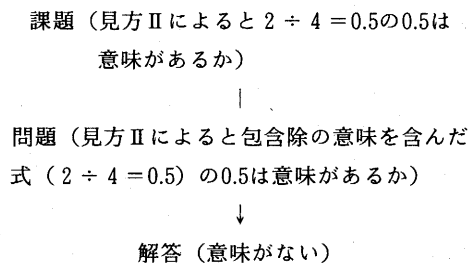 課題（見方Ⅱによると２÷４＝0.5の0.5は
意味があるか）
問題（見方Ⅱによると包含除の意味を含んだ
式（２÷４＝0.5）の0.5は意味があるか）
↓
解答（意味がない）